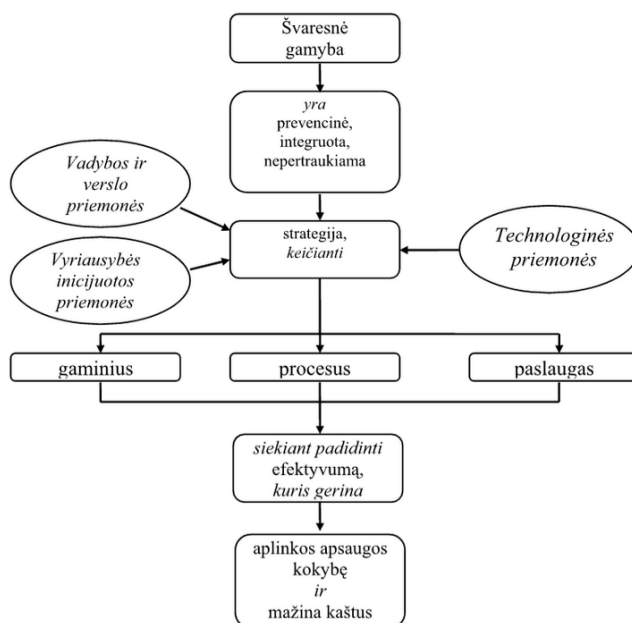 Švaresnė
gamyba
yra
prevencinė,
integruota,
nepertraukiama
Vadybos ir
verslo
priemonės
strategija,
keičianti
Technologinės
priemonės
Vyriausybės
inicijuotos
priemonės
gaminius
procesus
paslaugas
siekiant padidinti
efektyvumą,
kuris gerina
aplinkos apsaugos
kokybę
ir
mažina kaštus